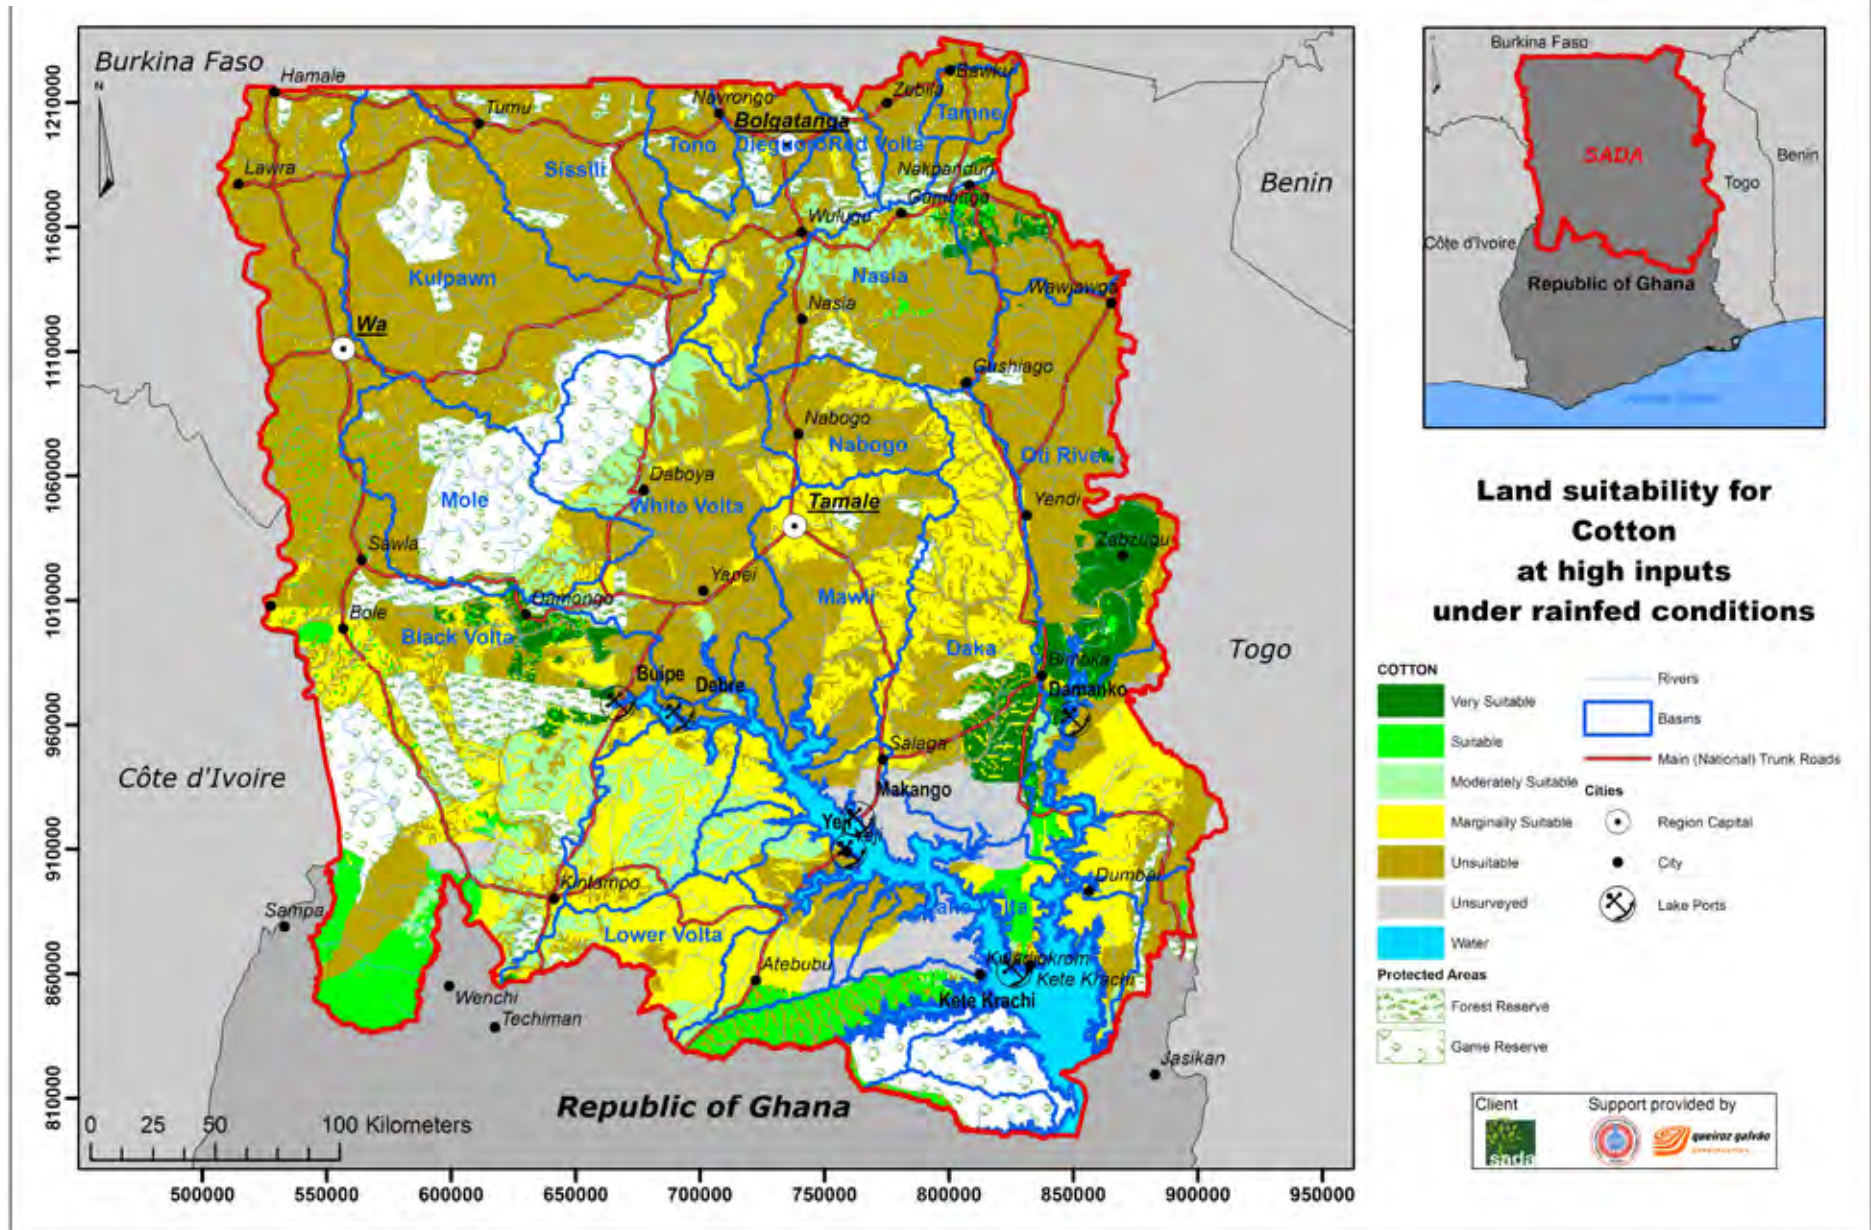 Burkina Faso
N
Hamale
Tumu
Navrongo
Bolgatanga
Zebila
Bawku
Tamne
Lawra
Sissili
Tono
Red Volta
Nakpanduri
Gambaga
Wulugu
Kulpawn
Nasia
Nasia
Wawjawga
Wa
Gushiago
Nabogo
Nabogo
Oti River
Daboya
White Volta
Mole
Tamale
Yendi
Zabzugu
Sawla
Yapei
Damongo
Mawli
Bole
Black Volta
Daka
Bimbila
Buipe
Debre
Damanko
Salaga
Makango
Yeji
Yeji
Kintampo
Dumbai
Lower Volta
Sampa
Atebubu
Kete Krachi
Kete Krachi
Wenchi
Techiman
Jasikan
Benin
Togo
Côte d'Ivoire
Republic of Ghana
0 25 50 100 Kilometers
1210000
1160000
1110000
1060000
1010000
960000
910000
860000
810000
500000 550000 600000 650000 700000 750000 800000 850000 900000 950000
Burkina Faso
SADA
Benin
Togo
Côte d'Ivoire
Republic of Ghana
Land suitability for
Cotton
at high inputs
under rainfed conditions
COTTON
Very Suitable
Suitable
Moderately Suitable
Marginally Suitable
Unsuitable
Unsurveyed
Water
Protected Areas
Forest Reserve
Game Reserve
Rivers
Basins
Main (National) Trunk Roads
Cities
Region Capital
City
Lake Ports
Client
sada
Support provided by
queiroz galvão